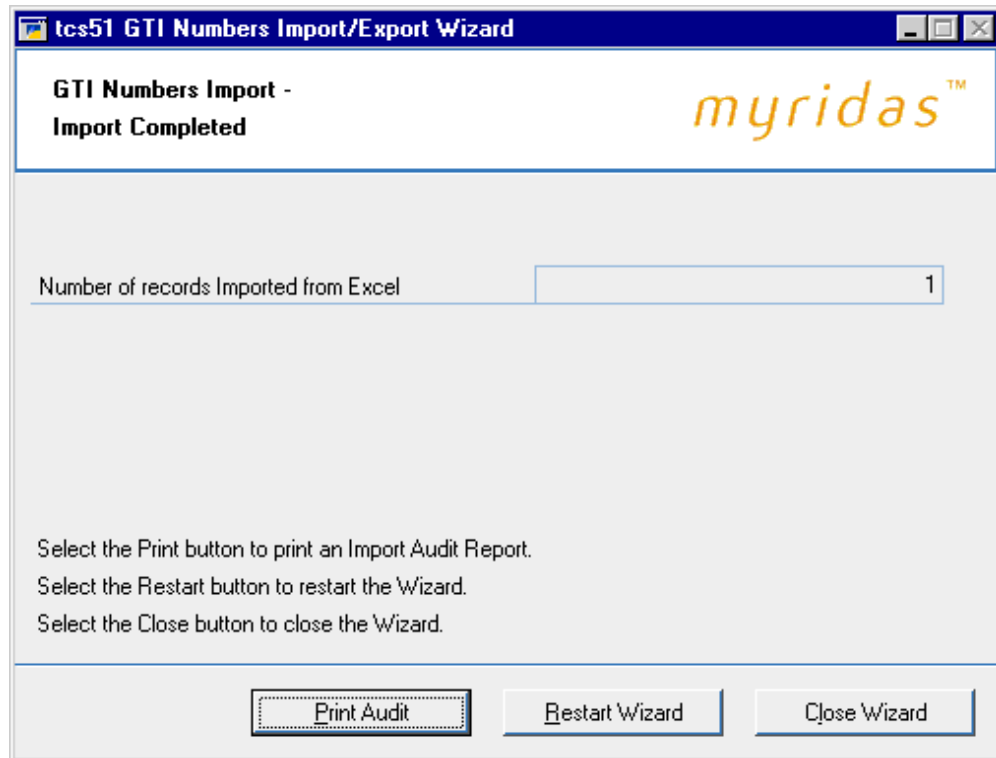 tcs51 GTI Numbers Import/Export Wizard
GTI Numbers Import -
Import Completed
myridas™
Number of records Imported from Excel 1
Select the Print button to print an Import Audit Report.
Select the Restart button to restart the Wizard.
Select the Close button to close the Wizard.
Print Audit Restart Wizard Close Wizard